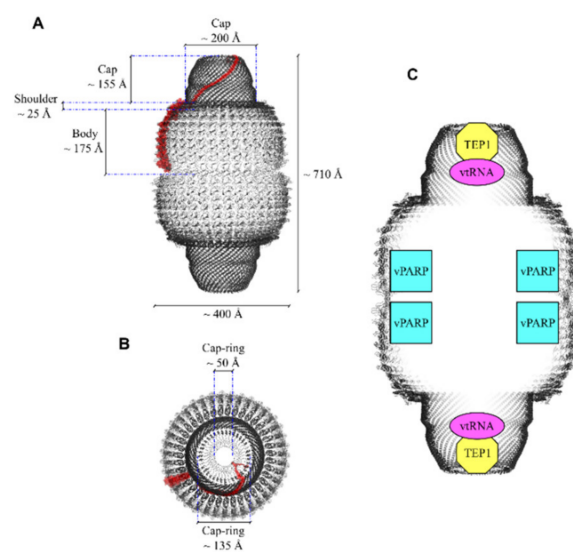 A
Cap
~ 200 Å
Cap
~ 155 Å
Shoulder
~ 25 Å
Body
~ 175 Å
~ 710 Å
~ 400 Å
B
Cap-ring
~ 50 Å
Cap-ring
~ 135 Å
C
TEP1
vtRNA
vPARP
vPARP
vPARP
vPARP
vtRNA
TEP1